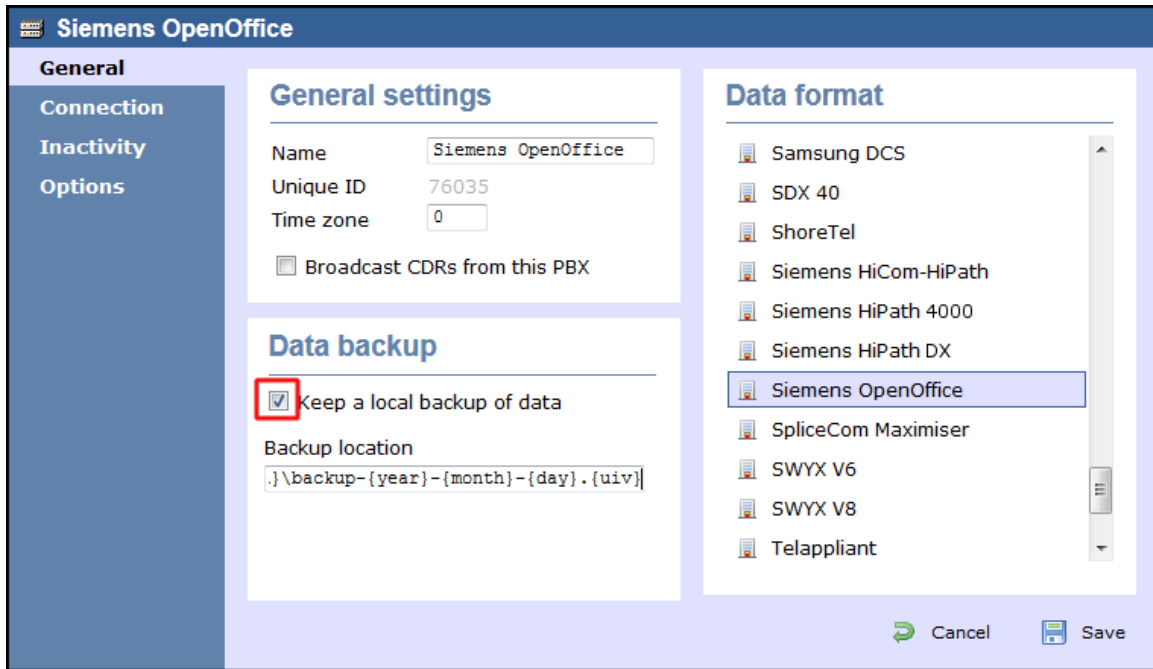 Siemens OpenOffice
General
Connection
Inactivity
Options
General settings
Name Siemens OpenOffice
Unique ID 76035
Time zone 0
Broadcast CDRs from this PBX
Data backup
Keep a local backup of data
Backup location
.}\backup-{year}-{month}-{day}.{uiv}
Data format
Samsung DCS
SDX 40
ShoreTel
Siemens HiCom-HiPath
Siemens HiPath 4000
Siemens HiPath DX
Siemens OpenOffice
SpliceCom Maximiser
SWYX V6
SWYX V8
Telappliant
Cancel Save